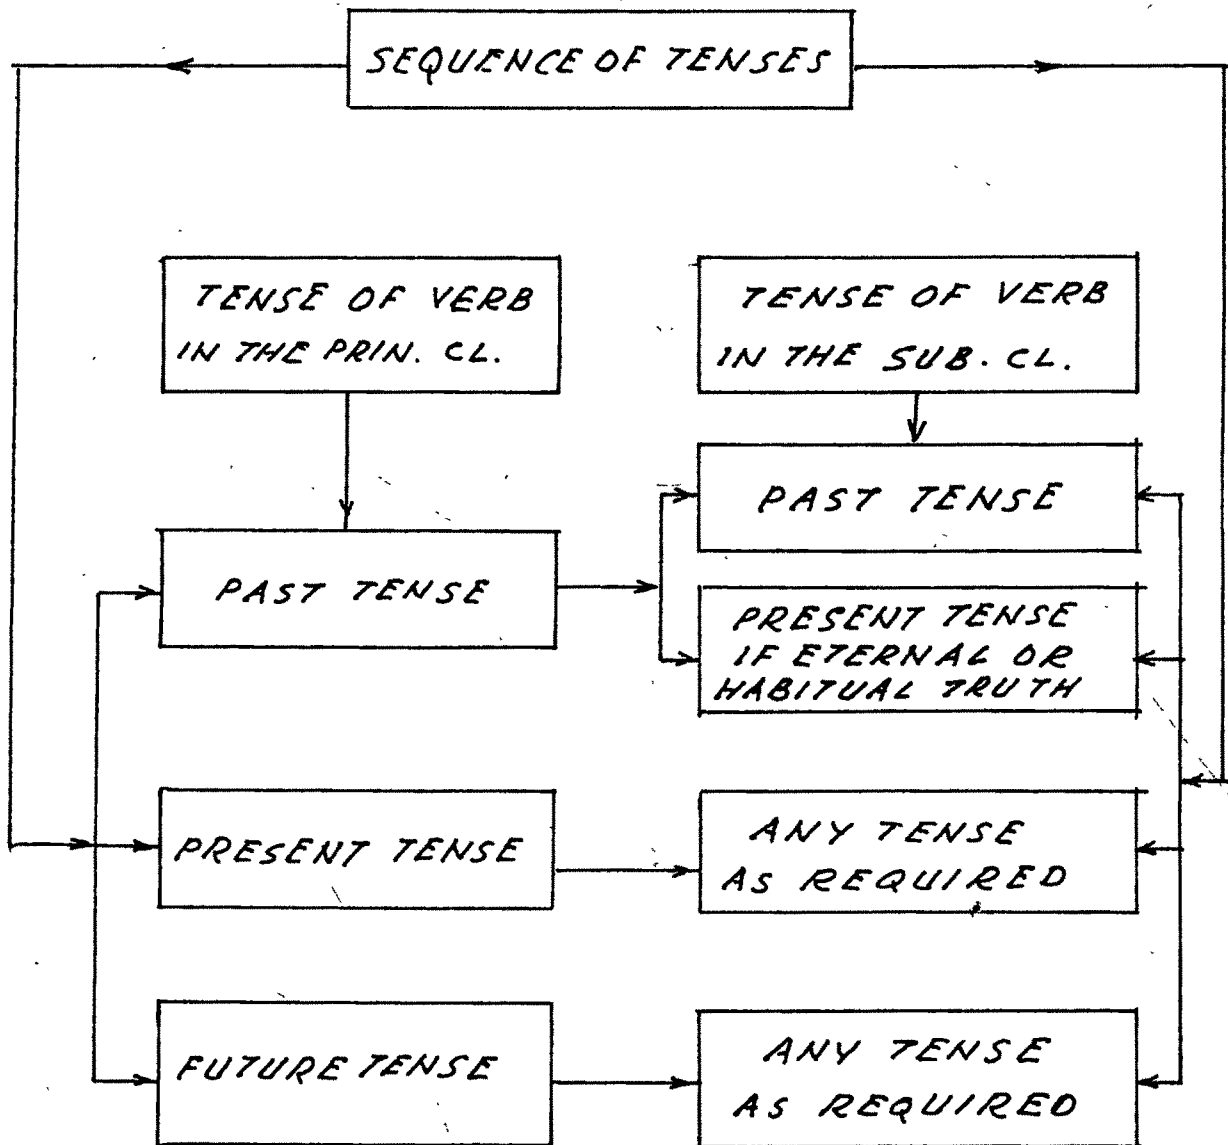 SEQUENCE OF TENSES
TENSE OF VERB
IN THE PRIN. CL.
TENSE OF VERB
IN THE SUB. CL.
PAST TENSE
PAST TENSE
PRESENT TENSE
IF ETERNAL OR
HABITUAL TRUTH
PRESENT TENSE
ANY TENSE
AS REQUIRED
FUTURE TENSE
ANY TENSE
AS REQUIRED